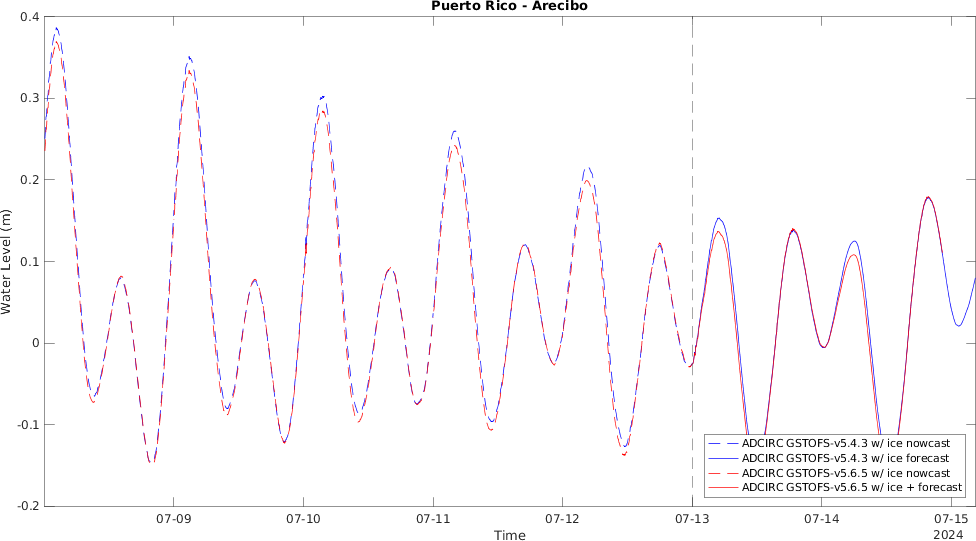 Puerto Rico - Arecibo
0.4
0.3
0.2
0.1
0
-0.1
-0.2
Water Level (m)
ADCIRC GSTOFS-v5.4.3 w/ ice nowcast
ADCIRC GSTOFS-v5.4.3 w/ ice forecast
ADCIRC GSTOFS-v5.6.5 w/ ice nowcast
ADCIRC GSTOFS-v5.6.5 w/ ice + forecast
07-09 07-10 07-11 07-12 07-13 07-14 07-15
Time 2024